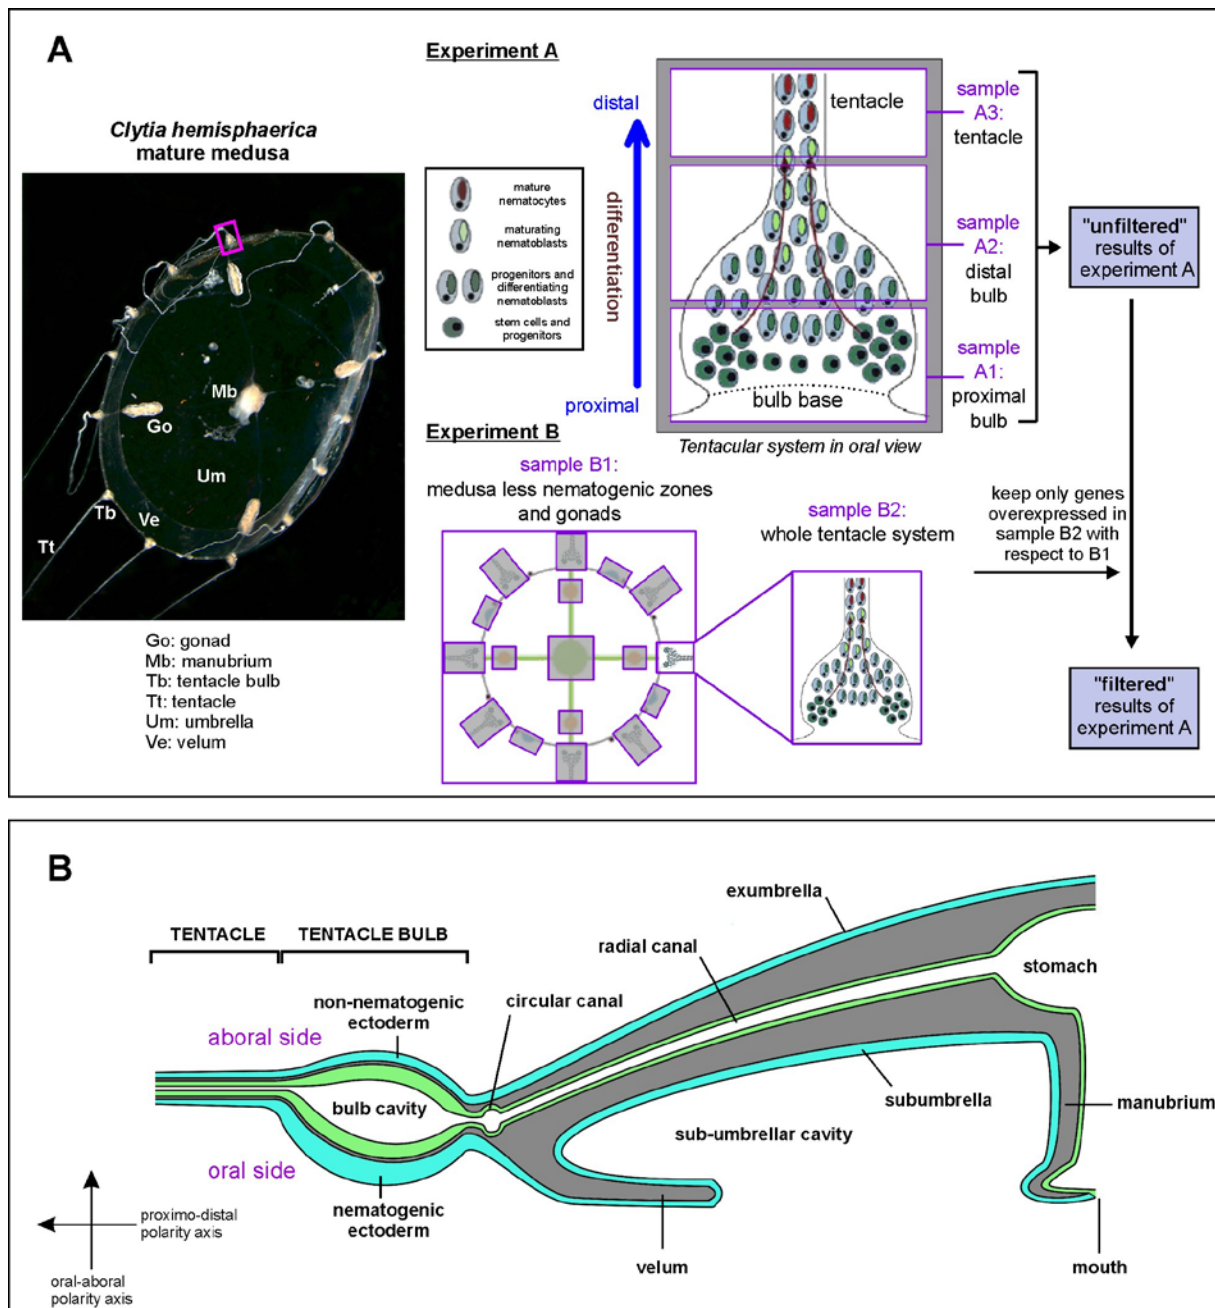 A
Clytia hemisphaerica
mature medusa
Mb
Go
Um
Tb
Ve
Tt
Go: gonad
Mb: manubrium
Tb: tentacle bulb
Tt: tentacle
Um: umbrella
Ve: velum
Experiment A
mature
nematocytes
maturing
nematoblasts
progenitors and
differentiating
nematoblasts
stem cells and
progenitors
distal
differentiation
proximal
tentacle
bulb base
Tentacular system in oral view
sample
A3:
tentacle
sample
A2:
distal
bulb
sample
A1:
proximal
bulb
"unfiltered"
results of
experiment A
Experiment B
sample B1:
medusa less nematogenic zones
and gonads
sample B2:
whole tentacle system
keep only genes
overexpressed in
sample B2 with
respect to B1
"filtered"
results of
experiment A
B
TENTACLE
TENTACLE BULB
exumbrella
radial canal
stomach
non-nematogenic
ectoderm
circular canal
aboral side
bulb cavity
subumbrella
manubrium
sub-umbrellar cavity
oral side
nematogenic
ectoderm
proximo-distal
polarity axis
velum
mouth
oral-aboral
polarity axis